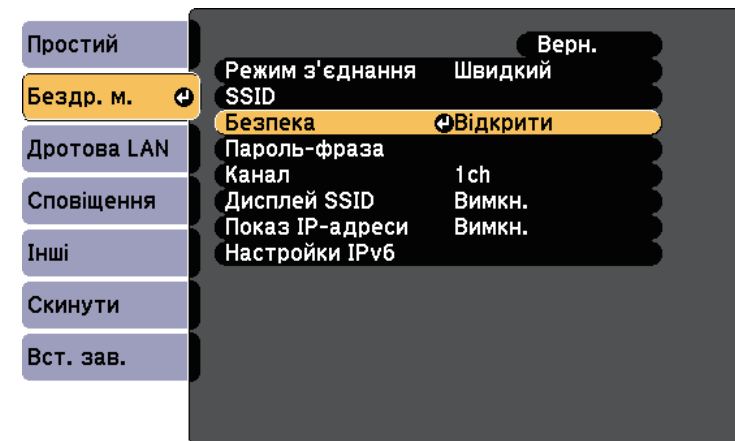 Простий
Бездр. м.
Дротова LAN
Сповіщення
Інші
Скинути
Вст. зав.
Верн.
Режим з'єднання Швидкий
SSID
Безпека Відкрити
Пароль-фраза
Канал 1ch
Дисплей SSID Вимкн.
Показ IP-адреси Вимкн.
Настройки IPv6